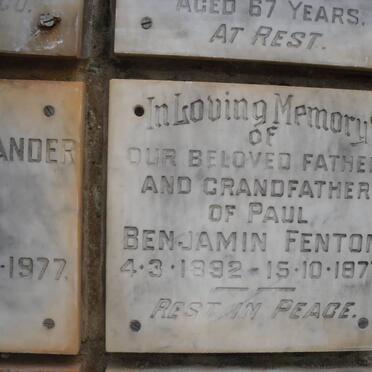 AGED 67 YEARS.
AT REST.
ANDER
1977.
In Loving Memory
of
OUR BELOVED FATHER
AND GRANDFATHER
OF PAUL
BENJAMIN FENTON
4·3·1892 - 15·10·1977
REST IN PEACE.